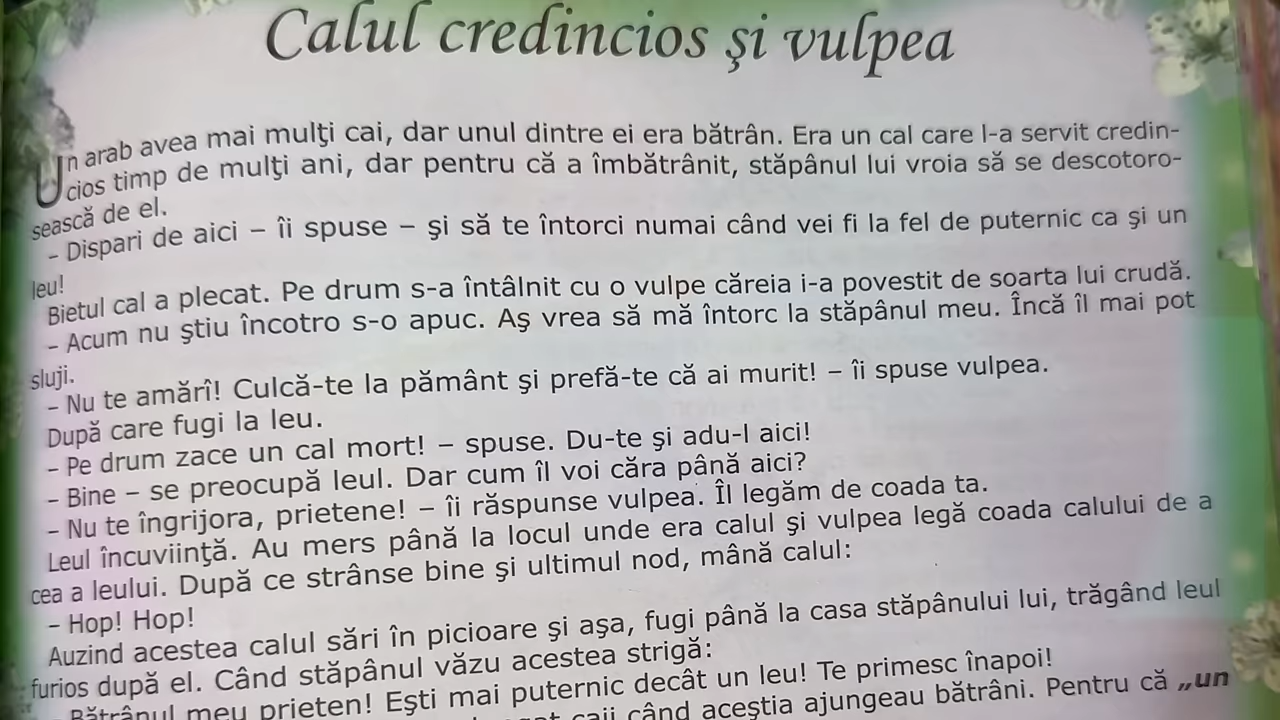 Calul credincios şi vulpea
Un arab avea mai mulţi cai, dar unul dintre ei era bătrân. Era un cal care l-a servit credin-
cios timp de mulţi ani, dar pentru că a îmbătrânit, stăpânul lui vroia să se descotoro-
sească de el.
- Dispari de aici – îi spuse – şi să te întorci numai când vei fi la fel de puternic ca şi un
leu!
Bietul cal a plecat. Pe drum s-a întâlnit cu o vulpe căreia i-a povestit de soarta lui crudă.
- Acum nu ştiu încotro s-o apuc. Aş vrea să mă întorc la stăpânul meu. Încă îl mai pot
sluji.
- Nu te amărî! Culcă-te la pământ şi prefă-te că ai murit! – îi spuse vulpea.
După care fugi la leu.
- Pe drum zace un cal mort! – spuse. Du-te şi adu-l aici!
- Bine – se preocupă leul. Dar cum îl voi căra până aici?
- Nu te îngrijora, prietene! – îi răspunse vulpea. Îl legăm de coada ta.
Leul încuviinţă. Au mers până la locul unde era calul şi vulpea legă coada calului de a
cea a leului. După ce strânse bine şi ultimul nod, mână calul:
- Hop! Hop!
Auzind acestea calul sări în picioare şi aşa, fugi până la casa stăpânului lui, trăgând leul
furios după el. Când stăpânul văzu acestea strigă:
- Bătrânul meu prieten! Eşti mai puternic decât un leu! Te primesc înapoi!
caii când aceştia ajungeau bătrâni. Pentru că „un